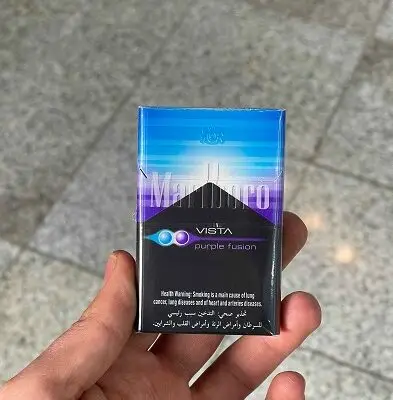 Marlboro
VISTA
purple fusion
Health Warning: Smoking is a main cause of lung
cancer, lung diseases and of heart and arteries diseases.
تحذير صحي: التدخين سبب رئيسي
للسرطان وأمراض الرئة وأمراض القلب والشرايين.